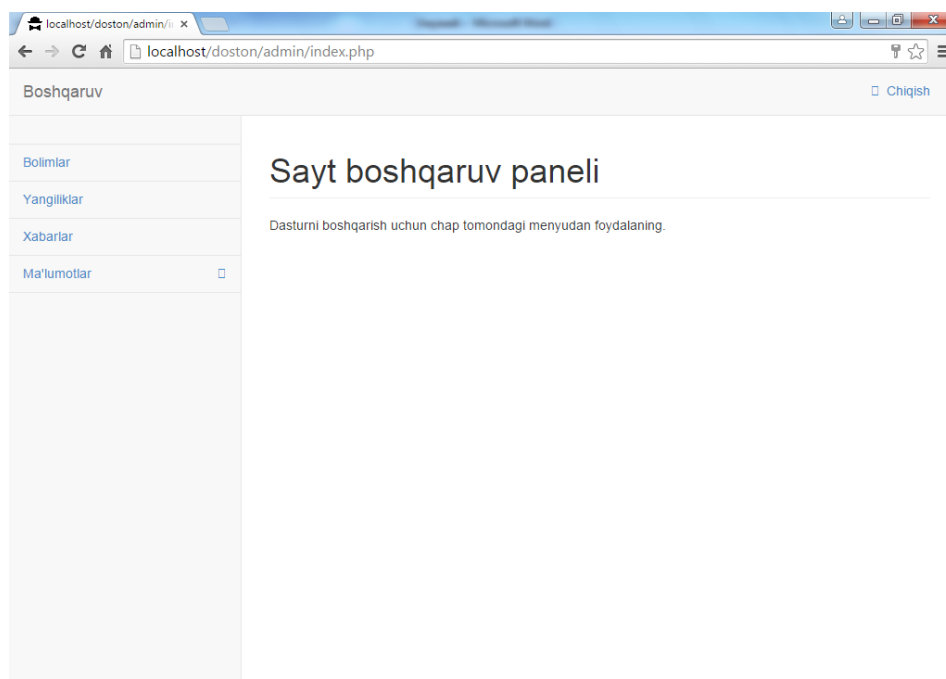 localhost/doston/admin/i
localhost/doston/admin/index.php
Boshqaruv
Chiqish
Bolimlar
Yangiliklar
Xabarlar
Ma'lumotlar
Sayt boshqaruv paneli
Dasturni boshqarish uchun chap tomondagi menyudan foydalaning.